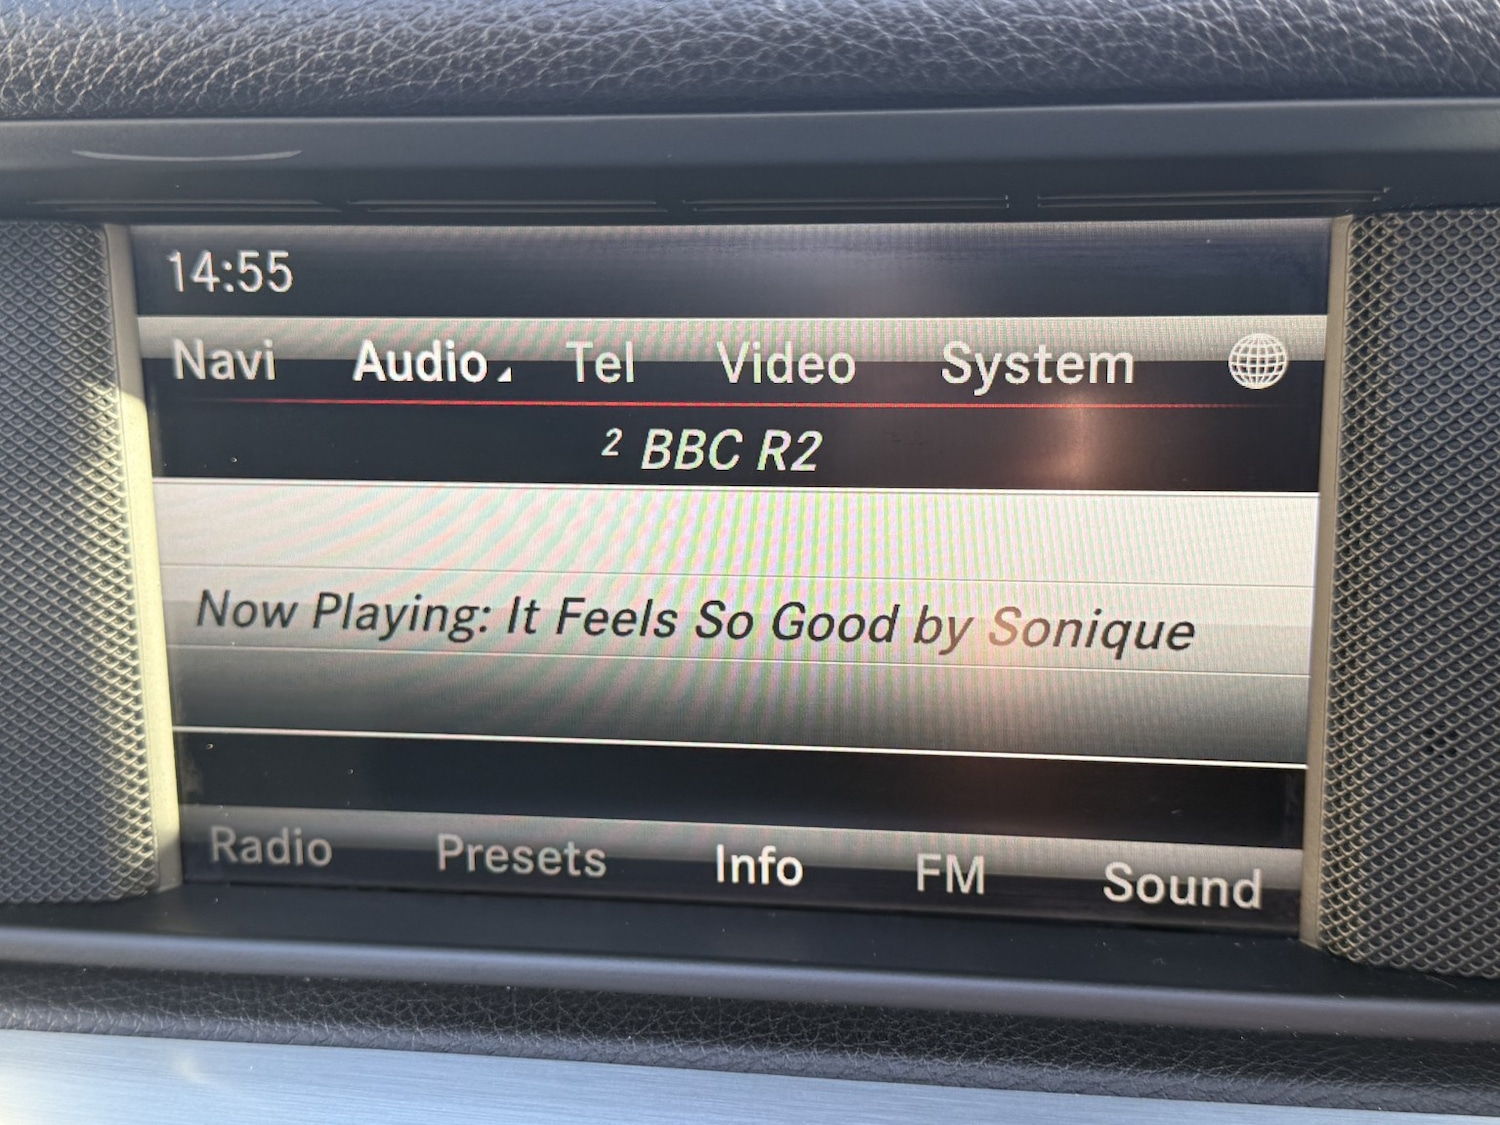 14:55
Navi Audio Tel Video System
2 BBC R2
Now Playing: It Feels So Good by Sonique
Radio Presets Info FM Sound